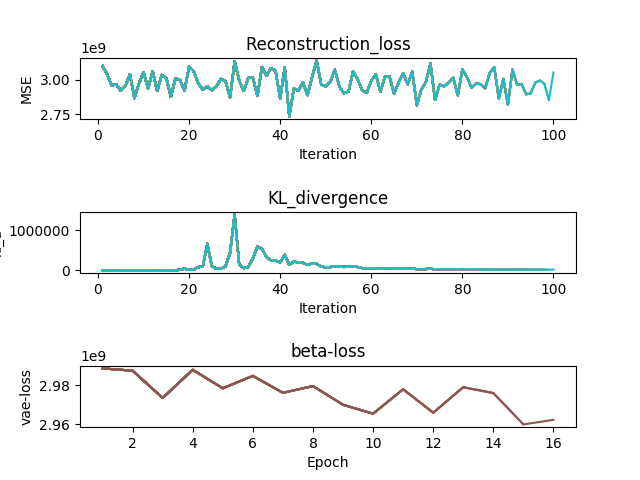 Reconstruction_loss
1e9
3.00
2.75
MSE
0 20 40 60 80 100
Iteration
KL_divergence
1000000
0
0 20 40 60 80 100
Iteration
beta-loss
1e9
2.98
2.96
vae-loss
2 4 6 8 10 12 14 16
Epoch